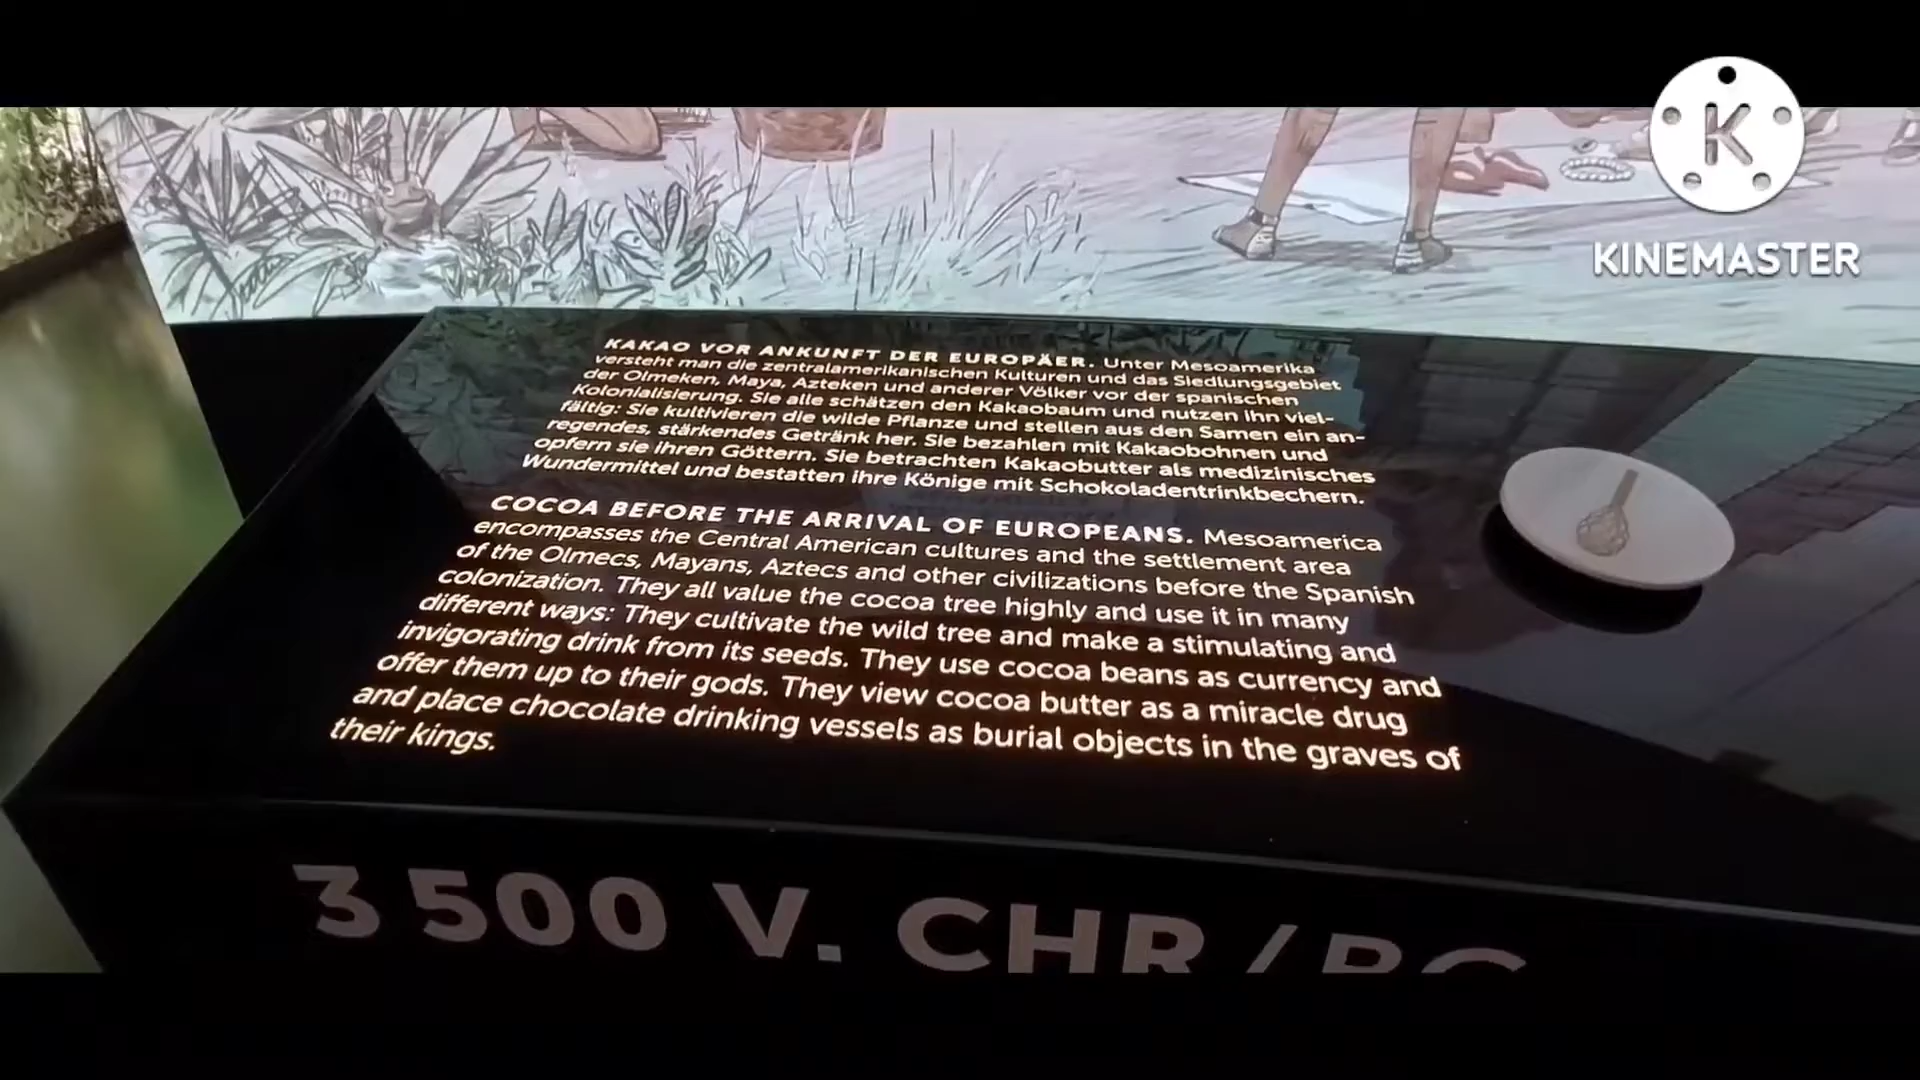 K
KINEMASTER
KAKAO VOR ANKUNFT DER EUROPÄER. Unter Mesoamerika
versteht man die zentralamerikanischen Kulturen und das Siedlungsgebiet
der Olmeken, Maya, Azteken und anderer Völker vor der spanischen
Kolonialisierung. Sie alle schätzen den Kakaobaum und nutzen ihn viel-
fältig: Sie kultivieren die wilde Pflanze und stellen aus den Samen ein an-
regendes, stärkendes Getränk her. Sie bezahlen mit Kakaobohnen und
opfern sie ihren Göttern. Sie betrachten Kakaobutter als medizinisches
Wundermittel und bestatten ihre Könige mit Schokoladentrinkbechern.
COCOA BEFORE THE ARRIVAL OF EUROPEANS. Mesoamerica
encompasses the Central American cultures and the settlement area
of the Olmecs, Mayans, Aztecs and other civilizations before the Spanish
colonization. They all value the cocoa tree highly and use it in many
different ways: They cultivate the wild tree and make a stimulating and
invigorating drink from its seeds. They use cocoa beans as currency and
offer them up to their gods. They view cocoa butter as a miracle drug
and place chocolate drinking vessels as burial objects in the graves of
their kings.
3 500 V. CHR / BC